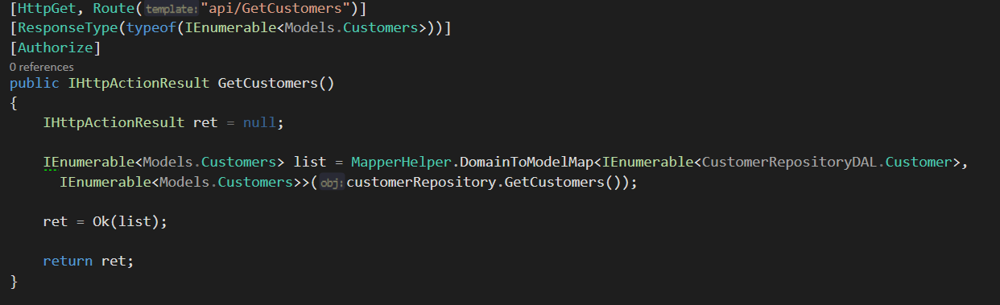 [HttpGet, Route(template:"api/GetCustomers")]
[ResponseType(typeof(IEnumerable<Models.Customers>))]
[Authorize]
0 references
public IHttpActionResult GetCustomers()
{
    IHttpActionResult ret = null;
    IEnumerable<Models.Customers> list = MapperHelper.DomainToModelMap<IEnumerable<CustomerRepositoryDAL.Customer>,
      IEnumerable<Models.Customers>>(obj:customerRepository.GetCustomers());
    ret = Ok(list);
    return ret;
}